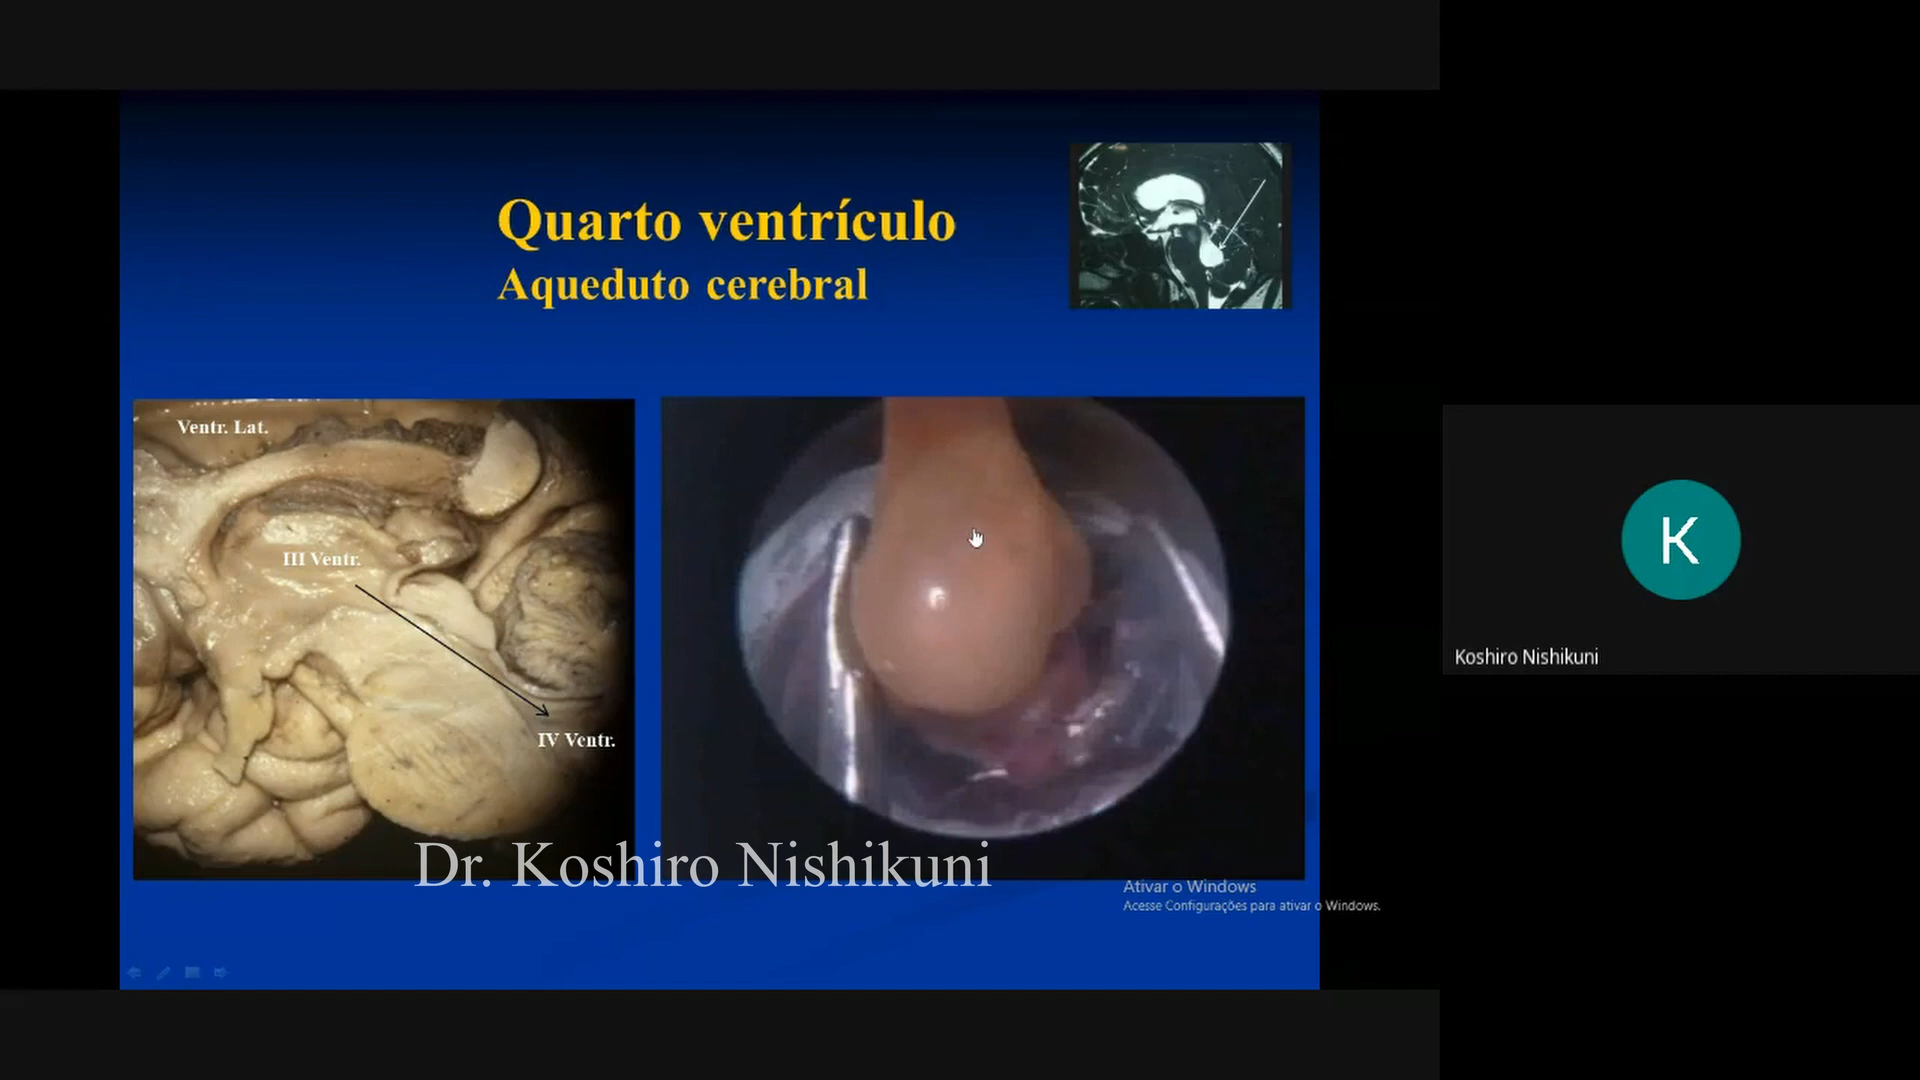 Quarto ventrículo
Aqueduto cerebral
Ventr. Lat.
III Ventr.
IV Ventr.
Dr. Koshiro Nishikuni
Ativar o Windows
Acesse Configurações para ativar o Windows.
K
Koshiro Nishikuni